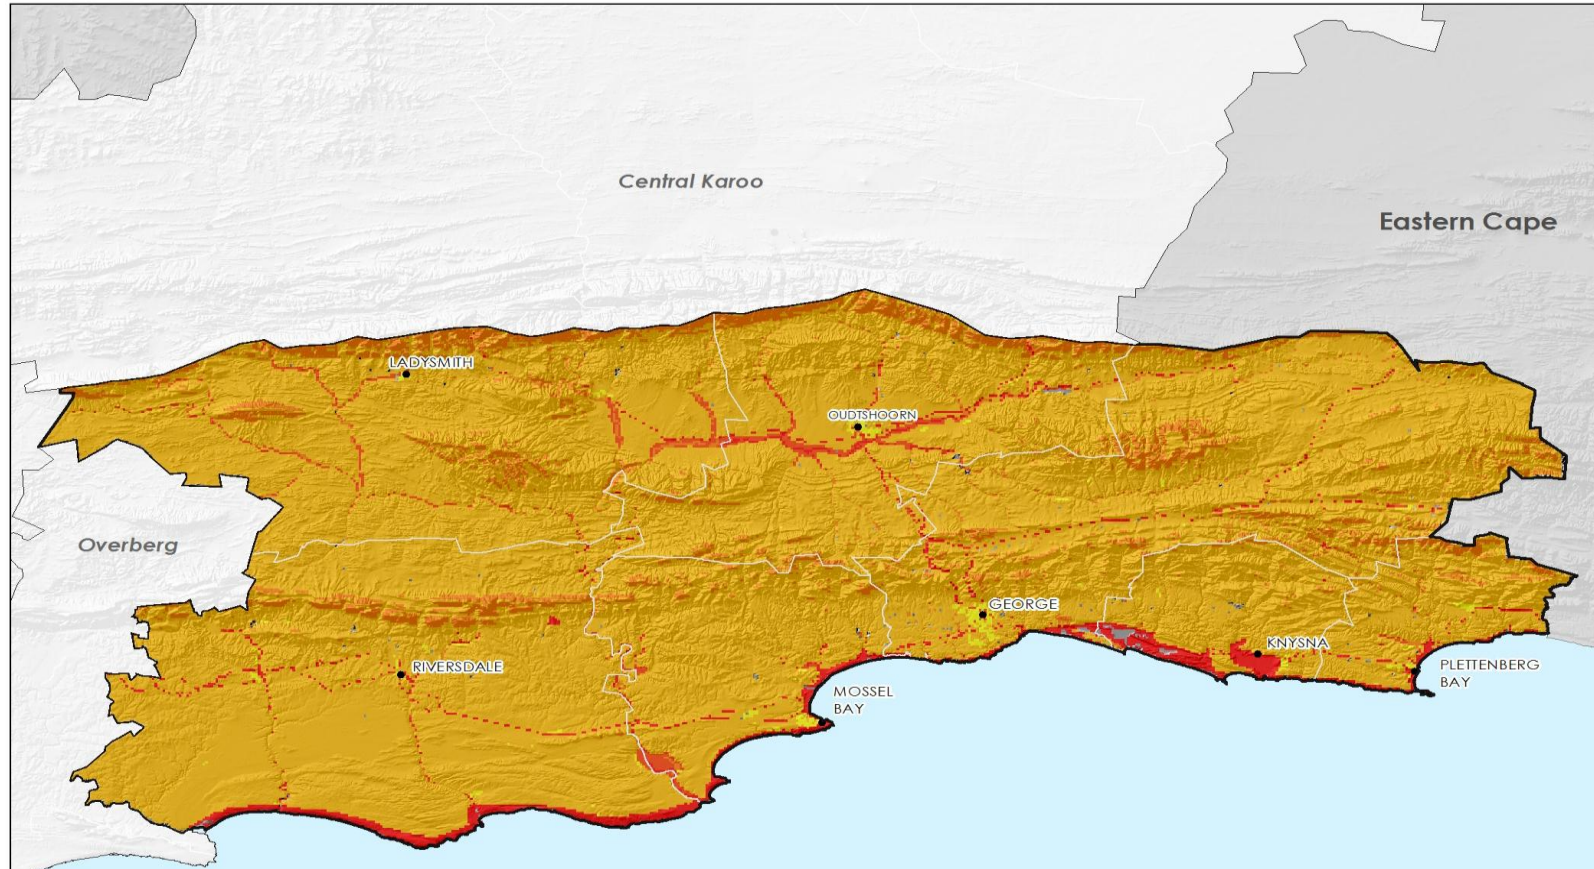 Central Karoo
Eastern Cape
LADYSMITH
OUDTSHOORN
Overberg
GEORGE
KNYSNA
RIVERSDALE
PLETTENBERG
BAY
MOSSEL
BAY